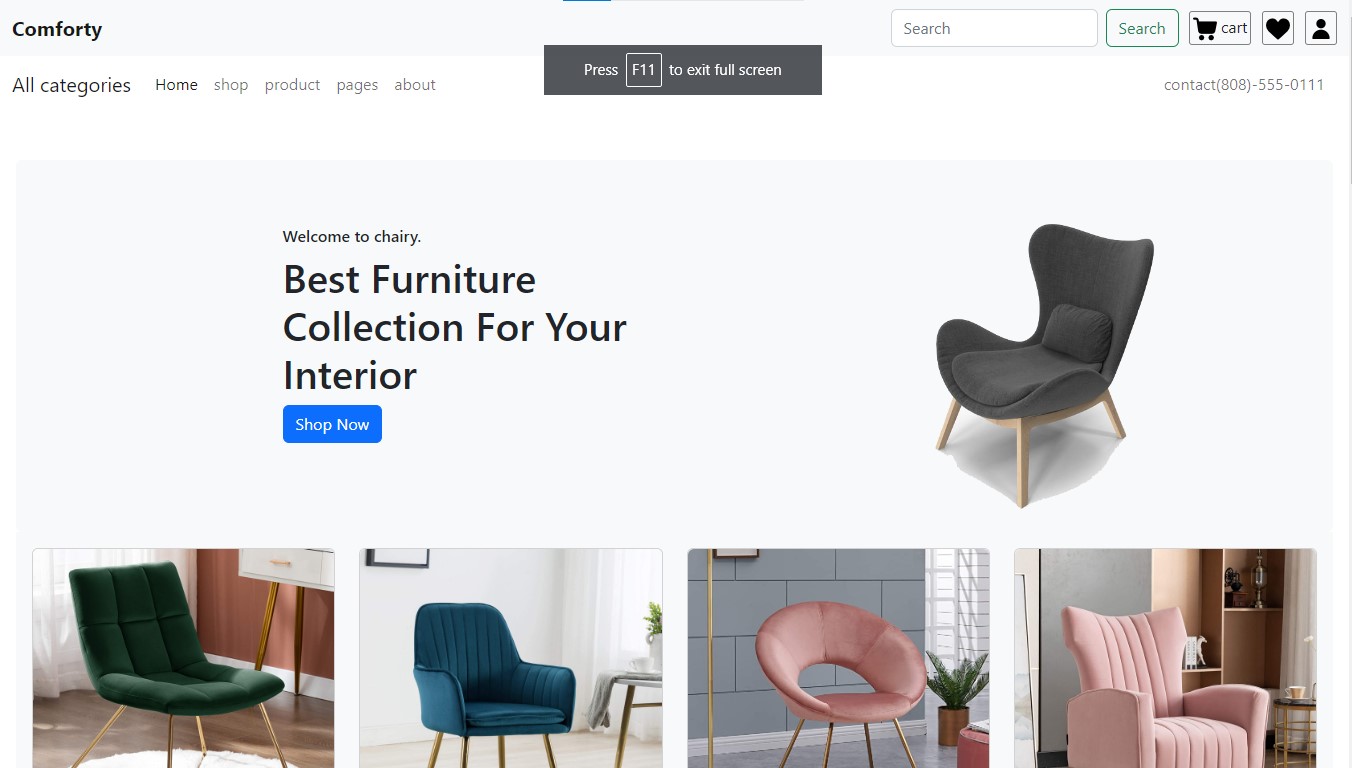 Comforty
Search
Search
cart
Press F11 to exit full screen
All categories
Home
shop
product
pages
about
contact(808)-555-0111
Welcome to chairy.
Best Furniture
Collection For Your
Interior
Shop Now